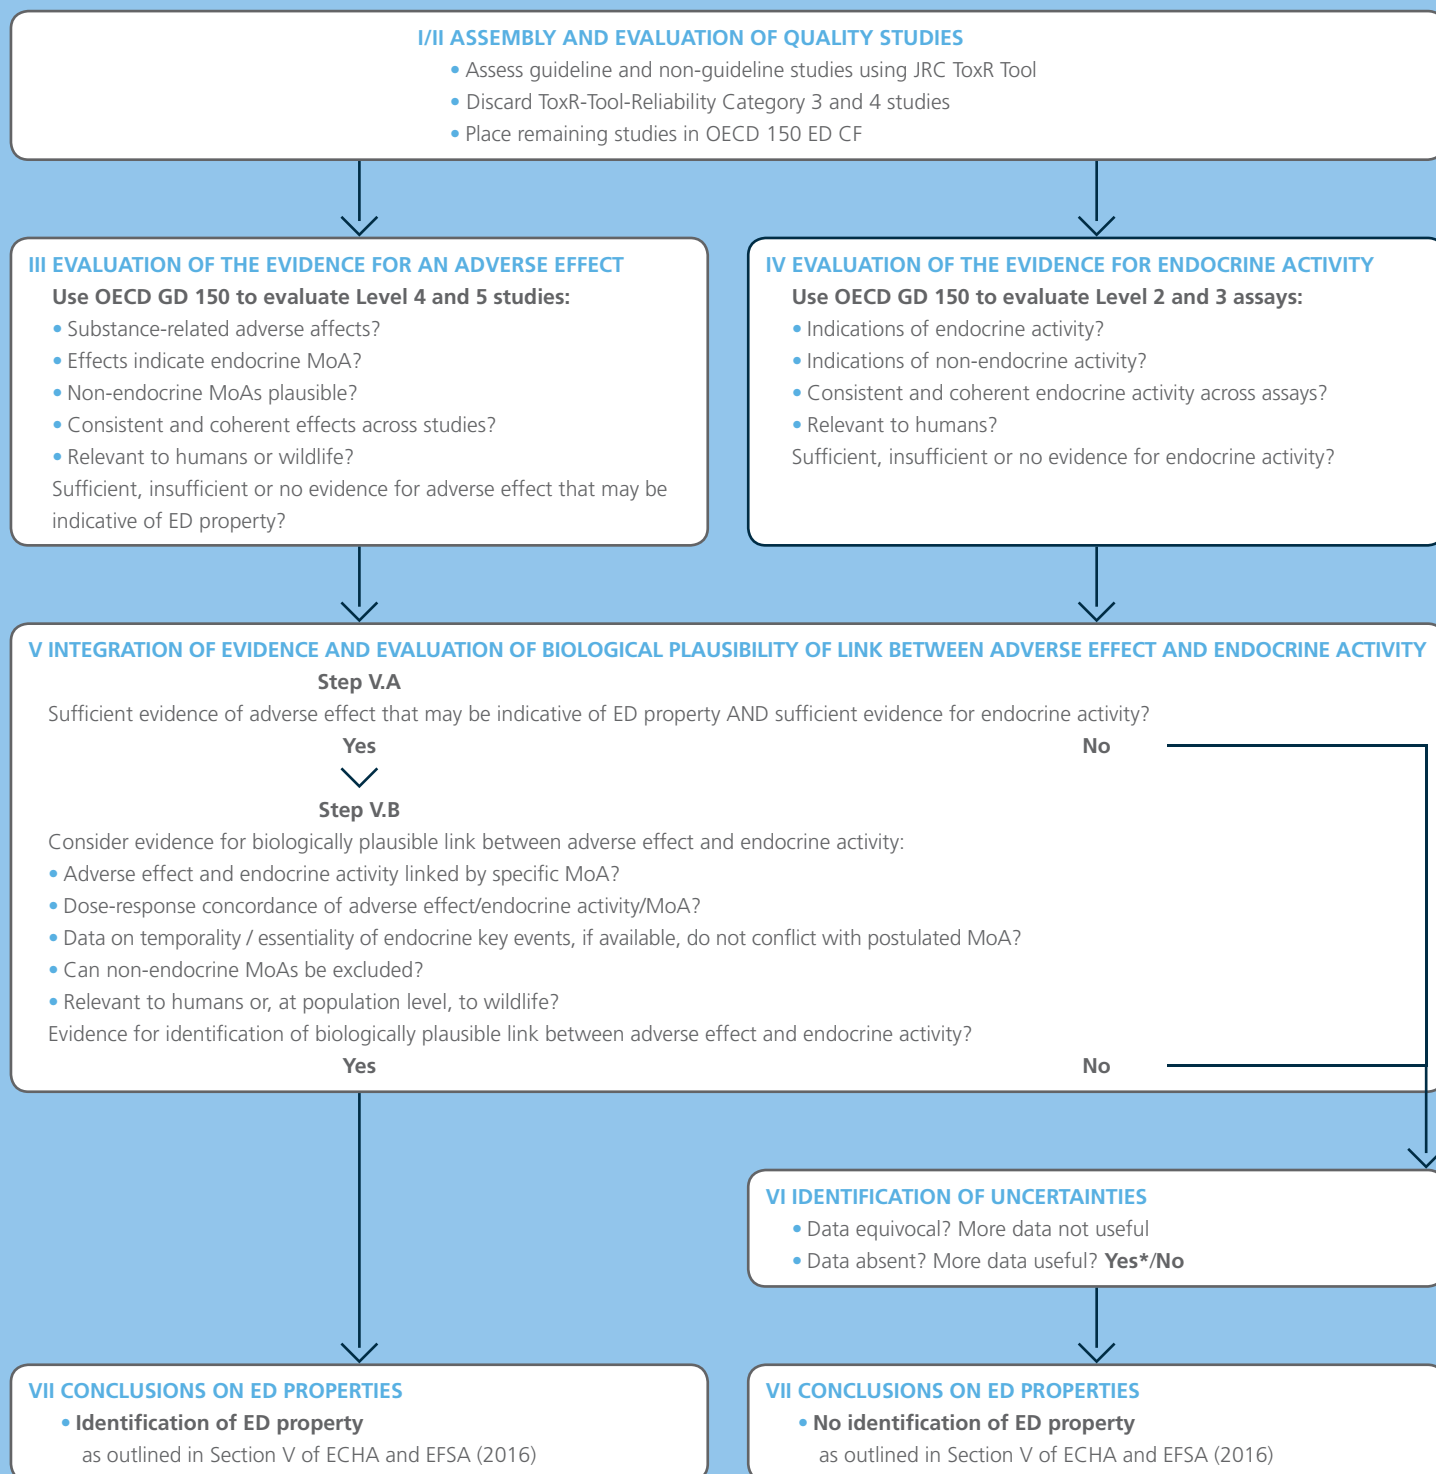 I/II ASSEMBLY AND EVALUATION OF QUALITY STUDIES
• Assess guideline and non-guideline studies using JRC ToxR Tool
• Discard ToxR-Tool-Reliability Category 3 and 4 studies
• Place remaining studies in OECD 150 ED CF
III EVALUATION OF THE EVIDENCE FOR AN ADVERSE EFFECT
Use OECD GD 150 to evaluate Level 4 and 5 studies:
• Substance-related adverse affects?
• Effects indicate endocrine MoA?
• Non-endocrine MoAs plausible?
• Consistent and coherent effects across studies?
• Relevant to humans or wildlife?
Sufficient, insufficient or no evidence for adverse effect that may be
indicative of ED property?
IV EVALUATION OF THE EVIDENCE FOR ENDOCRINE ACTIVITY
Use OECD GD 150 to evaluate Level 2 and 3 assays:
• Indications of endocrine activity?
• Indications of non-endocrine activity?
• Consistent and coherent endocrine activity across assays?
• Relevant to humans?
Sufficient, insufficient or no evidence for endocrine activity?
V INTEGRATION OF EVIDENCE AND EVALUATION OF BIOLOGICAL PLAUSIBILITY OF LINK BETWEEN ADVERSE EFFECT AND ENDOCRINE ACTIVITY
Step V.A
Sufficient evidence of adverse effect that may be indicative of ED property AND sufficient evidence for endocrine activity?
Yes No
Step V.B
Consider evidence for biologically plausible link between adverse effect and endocrine activity:
• Adverse effect and endocrine activity linked by specific MoA?
• Dose-response concordance of adverse effect/endocrine activity/MoA?
• Data on temporality / essentiality of endocrine key events, if available, do not conflict with postulated MoA?
• Can non-endocrine MoAs be excluded?
• Relevant to humans or, at population level, to wildlife?
Evidence for identification of biologically plausible link between adverse effect and endocrine activity?
Yes No
VI IDENTIFICATION OF UNCERTAINTIES
• Data equivocal? More data not useful
• Data absent? More data useful? Yes*/No
VII CONCLUSIONS ON ED PROPERTIES
• Identification of ED property
as outlined in Section V of ECHA and EFSA (2016)
VII CONCLUSIONS ON ED PROPERTIES
• No identification of ED property
as outlined in Section V of ECHA and EFSA (2016)